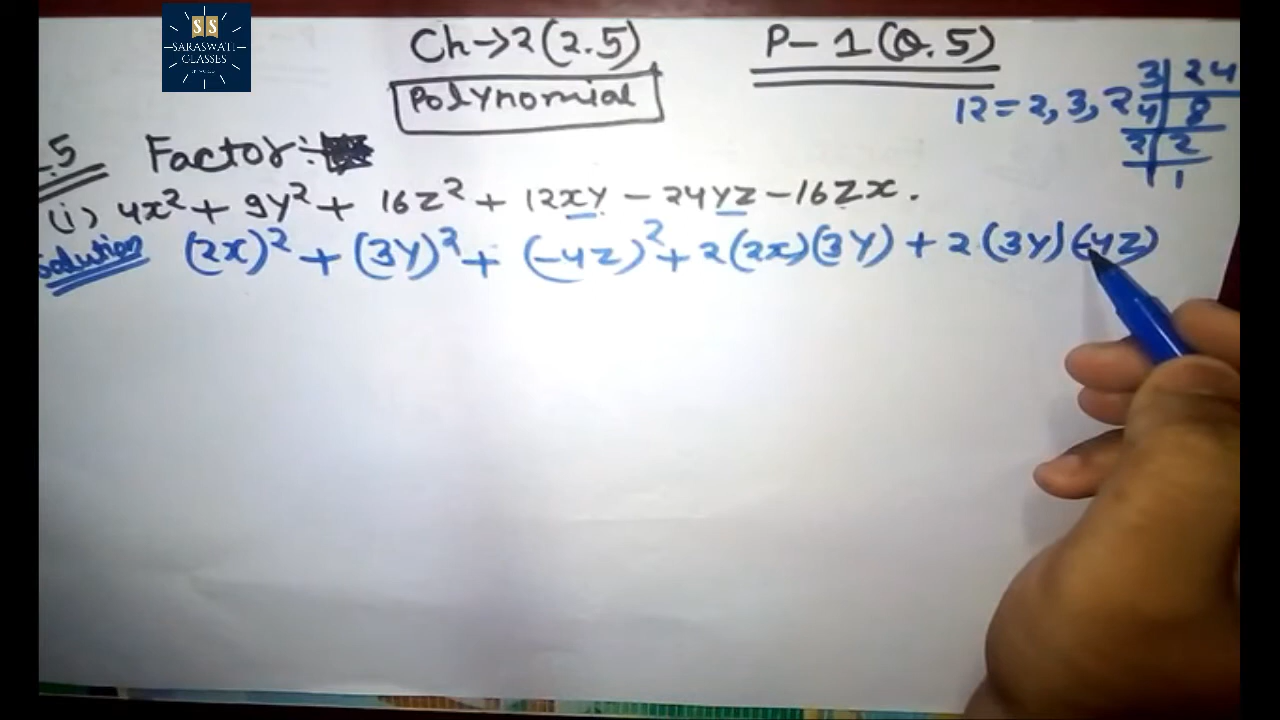 SS
SARASWATI
CLASSES
Ch→2(2.5)
P-1(Q.5)
Polynomial
12=2,3,2
3|24
4|8
2|2
1
.5 Factor:-
(i) 4x²+9y²+16z²+12xy-24yz-16zx.
Solution (2x)²+(3y)²+(-4z)²+2(2x)(3y)+2(3y)(-4z)